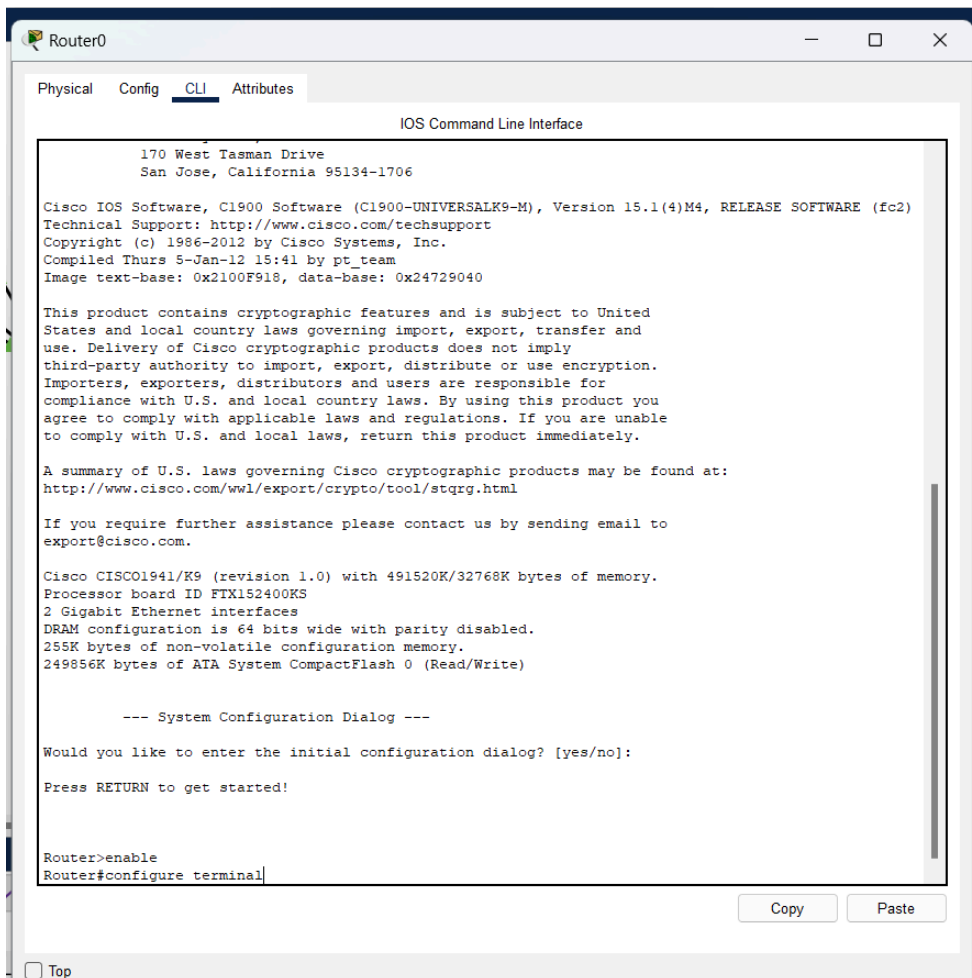 Router0
Physical Config CLI Attributes
IOS Command Line Interface
170 West Tasman Drive
San Jose, California 95134-1706
Cisco IOS Software, C1900 Software (C1900-UNIVERSALK9-M), Version 15.1(4)M4, RELEASE SOFTWARE (fc2)
Technical Support: http://www.cisco.com/techsupport
Copyright (c) 1986-2012 by Cisco Systems, Inc.
Compiled Thurs 5-Jan-12 15:41 by pt_team
Image text-base: 0x2100F918, data-base: 0x24729040
This product contains cryptographic features and is subject to United
States and local country laws governing import, export, transfer and
use. Delivery of Cisco cryptographic products does not imply
third-party authority to import, export, distribute or use encryption.
Importers, exporters, distributors and users are responsible for
compliance with U.S. and local country laws. By using this product you
agree to comply with applicable laws and regulations. If you are unable
to comply with U.S. and local laws, return this product immediately.
A summary of U.S. laws governing Cisco cryptographic products may be found at:
http://www.cisco.com/wwl/export/crypto/tool/stqrg.html
If you require further assistance please contact us by sending email to
export@cisco.com.
Cisco CISCO1941/K9 (revision 1.0) with 491520K/32768K bytes of memory.
Processor board ID FTX152400KS
2 Gigabit Ethernet interfaces
DRAM configuration is 64 bits wide with parity disabled.
255K bytes of non-volatile configuration memory.
249856K bytes of ATA System CompactFlash 0 (Read/Write)
--- System Configuration Dialog ---
Would you like to enter the initial configuration dialog? [yes/no]:
Press RETURN to get started!
Router>enable
Router#configure terminal
Copy Paste
Top